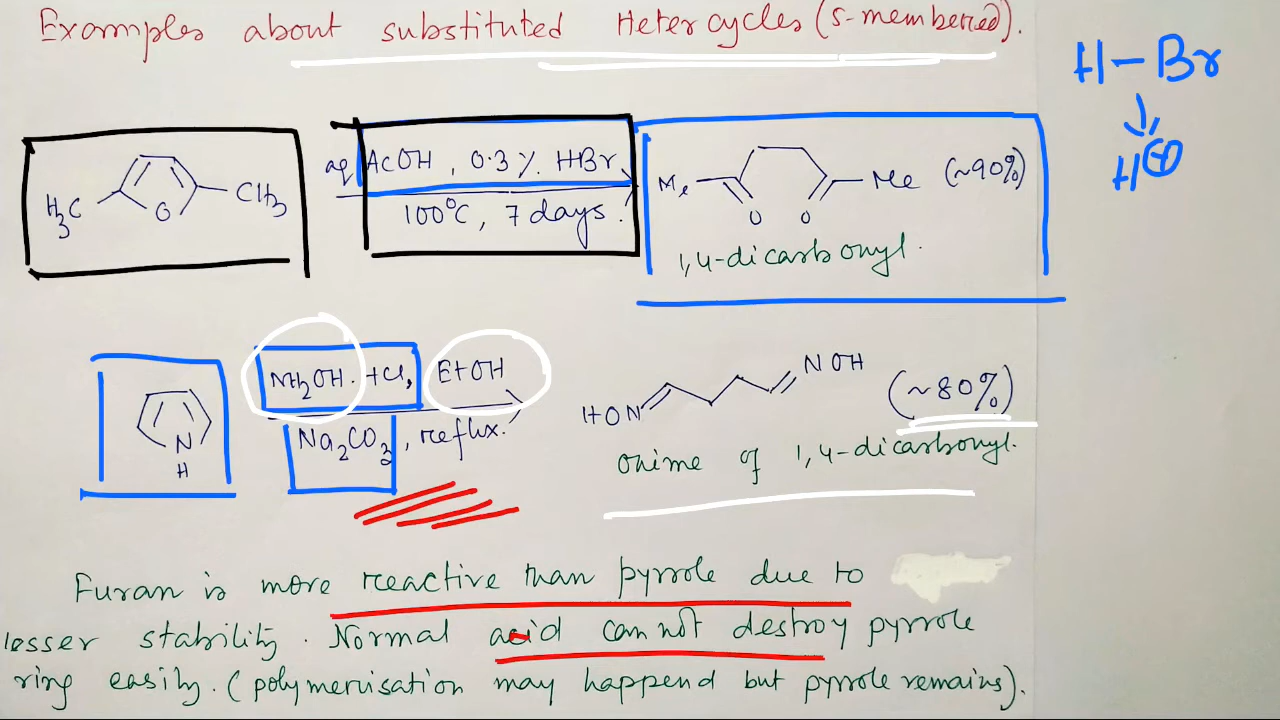 Examples about substituted Hetercycles (5-membered).
H-Br
H⊕
H₃C O CH₃
aq AcOH, 0.3% HBr
100°C, 7 days.
Me O O Me (~90%)
1,4-dicarbonyl.
N H
NH₂OH. HCl, EtOH
Na₂CO₃, reflux.
HON NOH (~80%)
oxime of 1,4-dicarbonyl.
Furan is more reactive than pyrrole due to
lesser stability. Normal acid can not destroy pyrrole
ring easily. (polymerisation may happend but pyrrole remains).